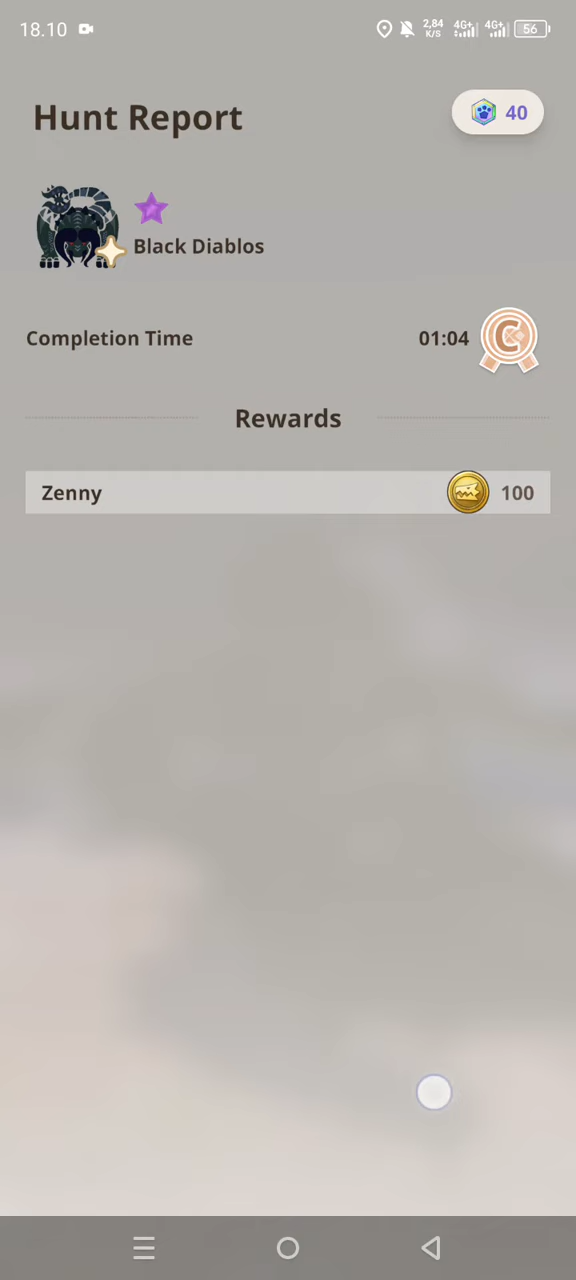 18.10
2,84
K/S
4G+
4G+
56
Hunt Report
40
Black Diablos
Completion Time
01:04
C
Rewards
Zenny
100